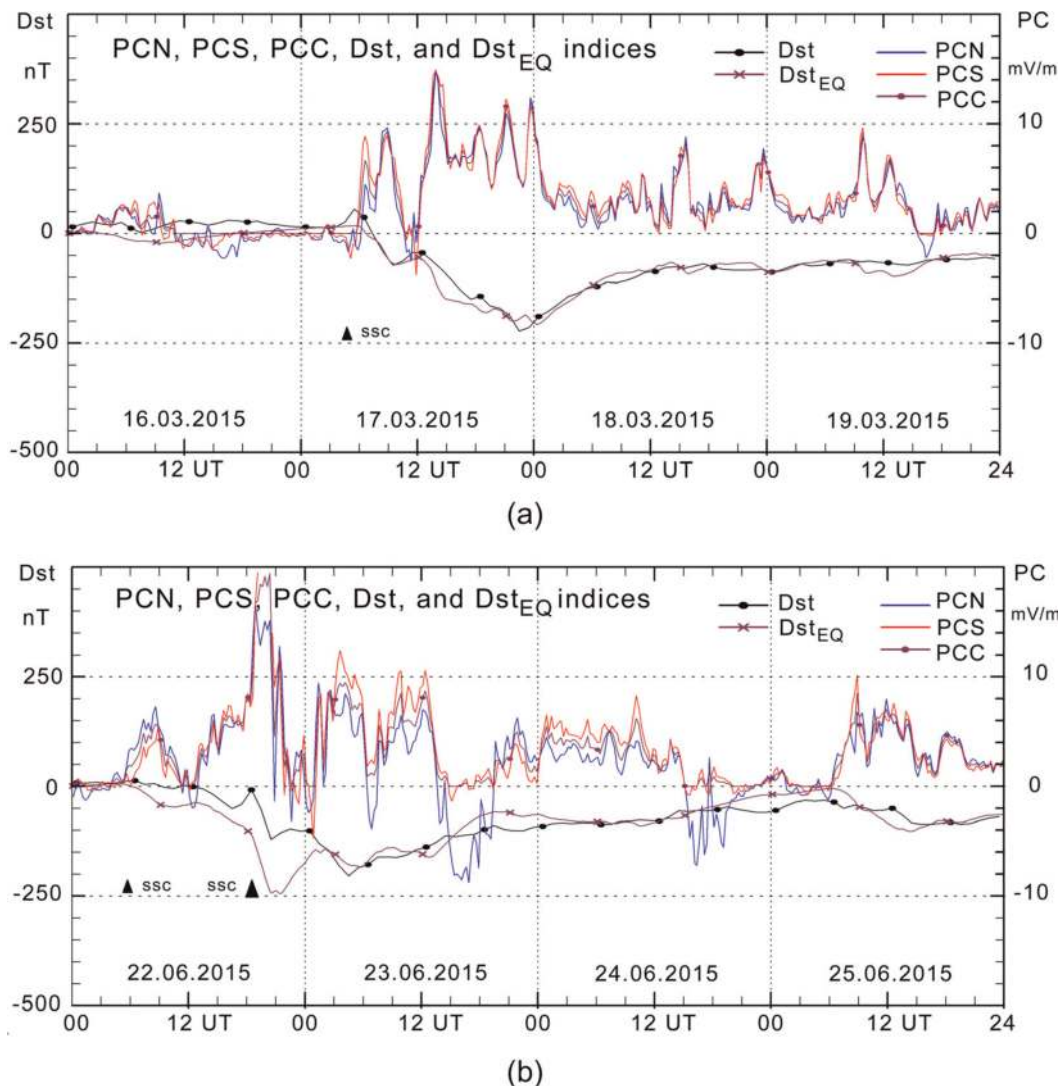 Dst PC
nT PCN, PCS, PCC, Dst, and DstEQ indices Dst PCN mV/m
DstEQ PCS
PCC
250 10
0 0
ssc
-250 -10
16.03.2015 17.03.2015 18.03.2015 19.03.2015
-500
00 12 UT 00 12 UT 00 12 UT 00 12 UT 24
(a)
Dst PC
nT PCN, PCS, PCC, Dst, and DstEQ indices Dst PCN mV/m
DstEQ PCS
PCC
250 10
0 0
ssc ssc
-250 -10
22.06.2015 23.06.2015 24.06.2015 25.06.2015
-500
00 12 UT 00 12 UT 00 12 UT 00 12 UT 24
(b)